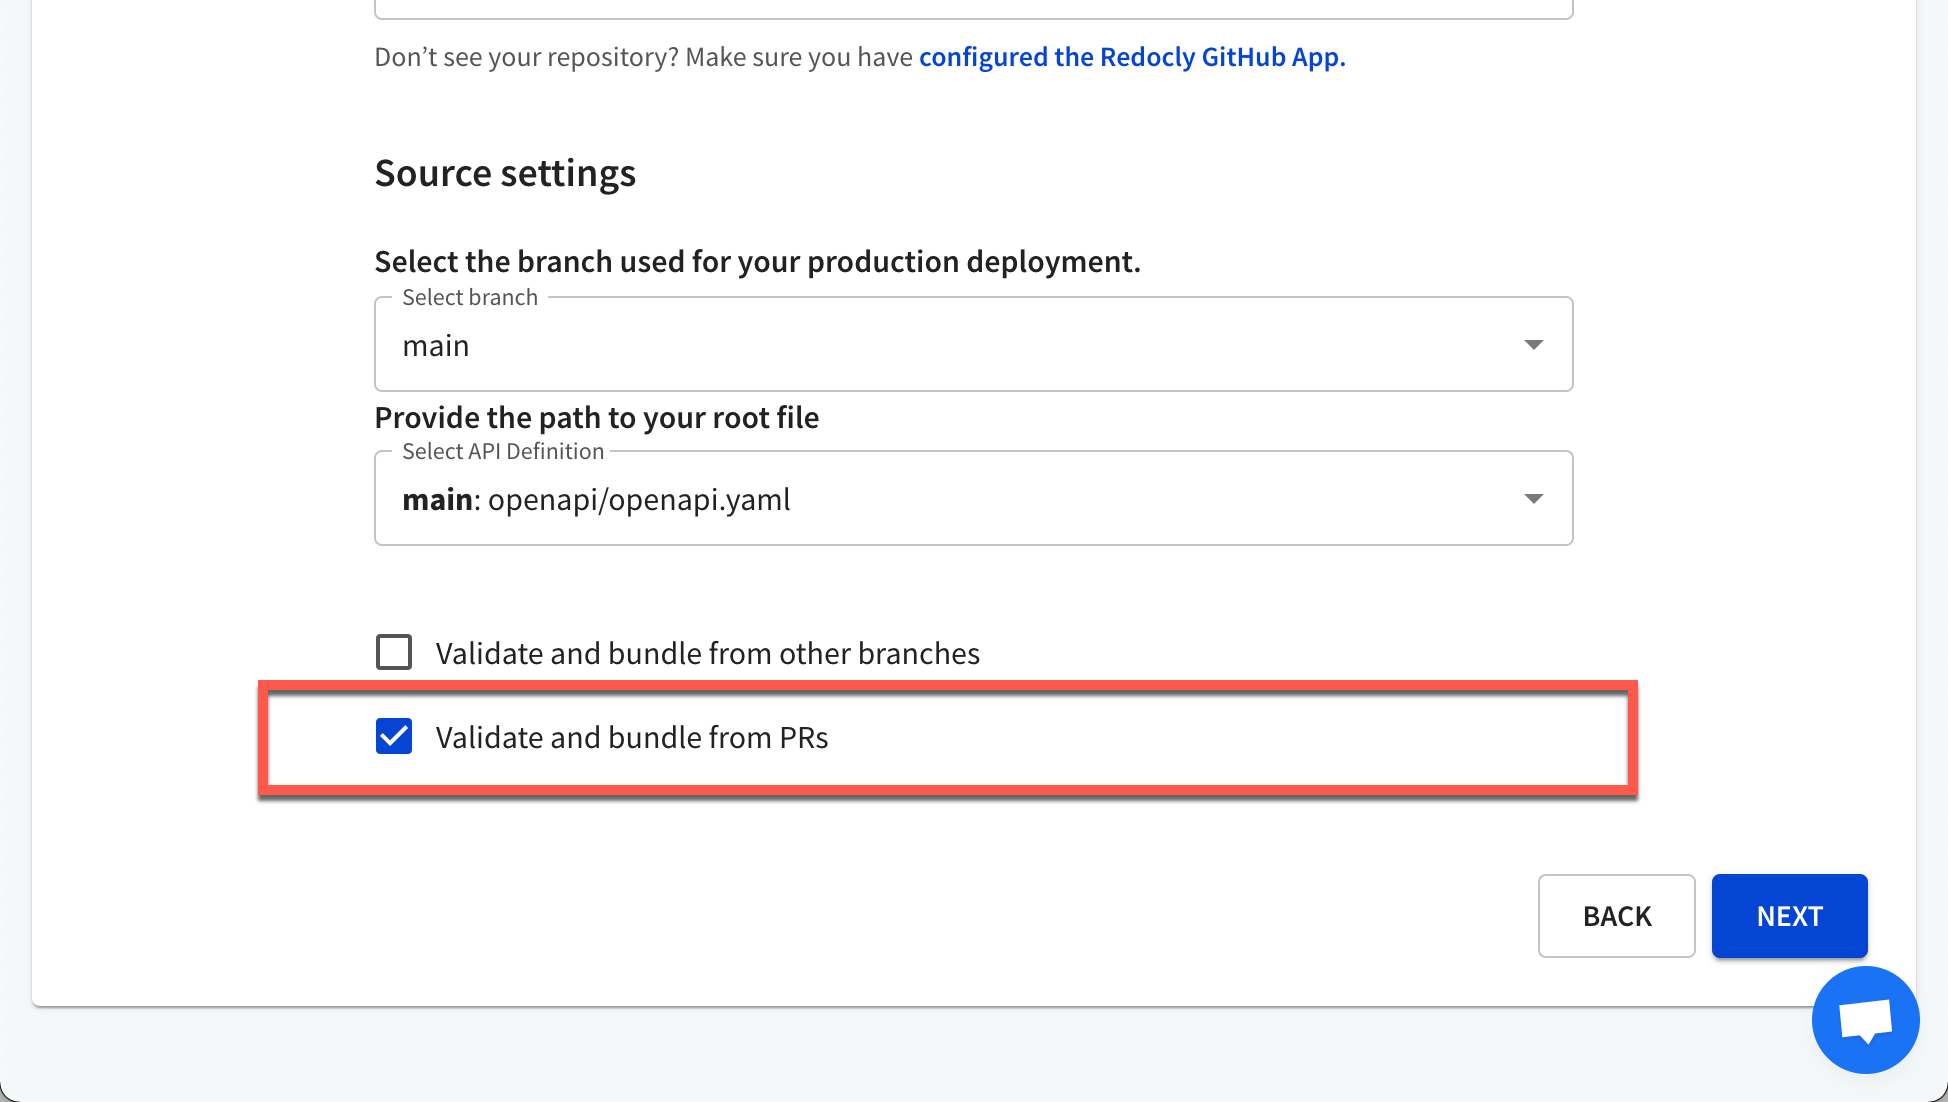 Don’t see your repository? Make sure you have configured the Redocly GitHub App.
Source settings
Select the branch used for your production deployment.
Select branch
main
Provide the path to your root file
Select API Definition
main: openapi/openapi.yaml
Validate and bundle from other branches
Validate and bundle from PRs
BACK
NEXT